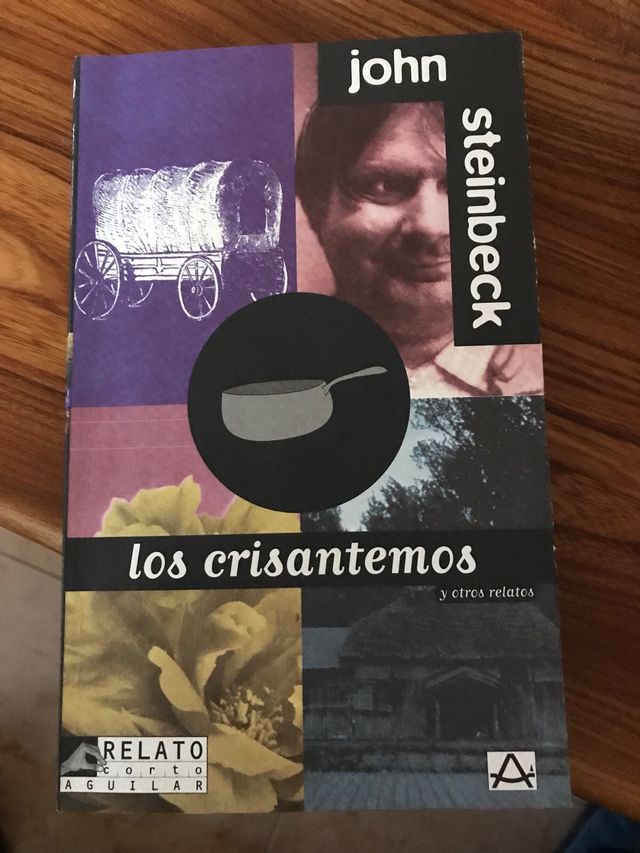 john
steinbeck
los crisantemos
y otros relatos
RELATO
corto
AGUILAR
A